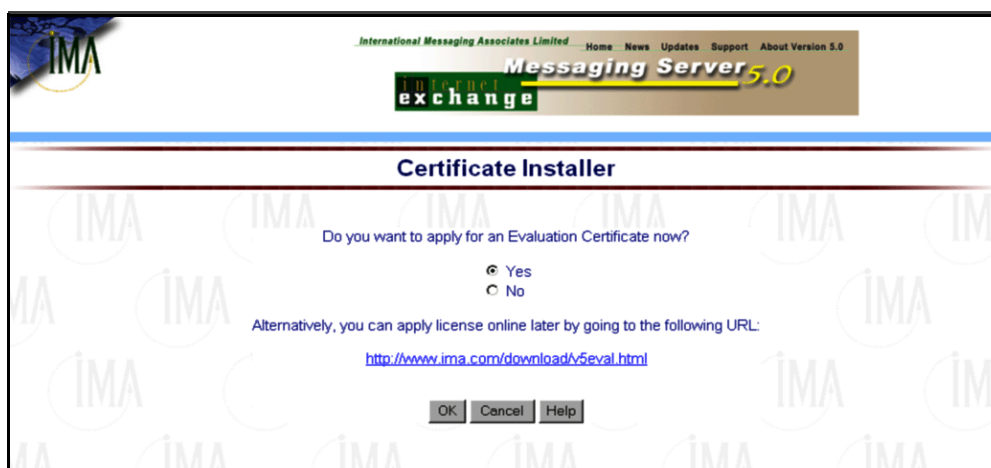 IMA
International Messaging Associates Limited
Home News Updates Support About Version 5.0
Messaging Server 5.0
internet
exchange
Certificate Installer
Do you want to apply for an Evaluation Certificate now?
Yes
No
Alternatively, you can apply license online later by going to the following URL:
http://www.ima.com/download/v5eval.html
OK Cancel Help